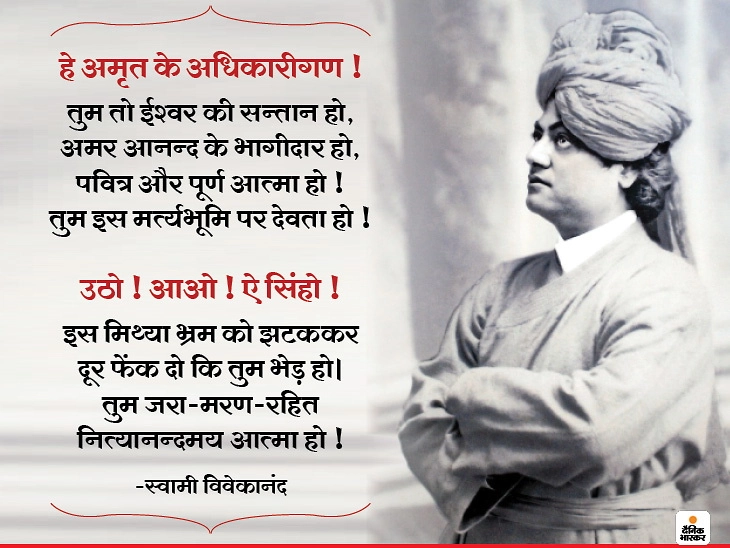 हे अमृत के अधिकारीगण !
तुम तो ईश्वर की सन्तान हो,
अमर आनन्द के भागीदार हो,
पवित्र और पूर्ण आत्मा हो !
तुम इस मर्त्यभूमि पर देवता हो !
उठो ! आओ ! ऐ सिंहो !
इस मिथ्या भ्रम को झटककर
दूर फेंक दो कि तुम भेड़ हो।
तुम जरा-मरण-रहित
नित्यानन्दमय आत्मा हो !
-स्वामी विवेकानंद
दैनिक
भास्कर